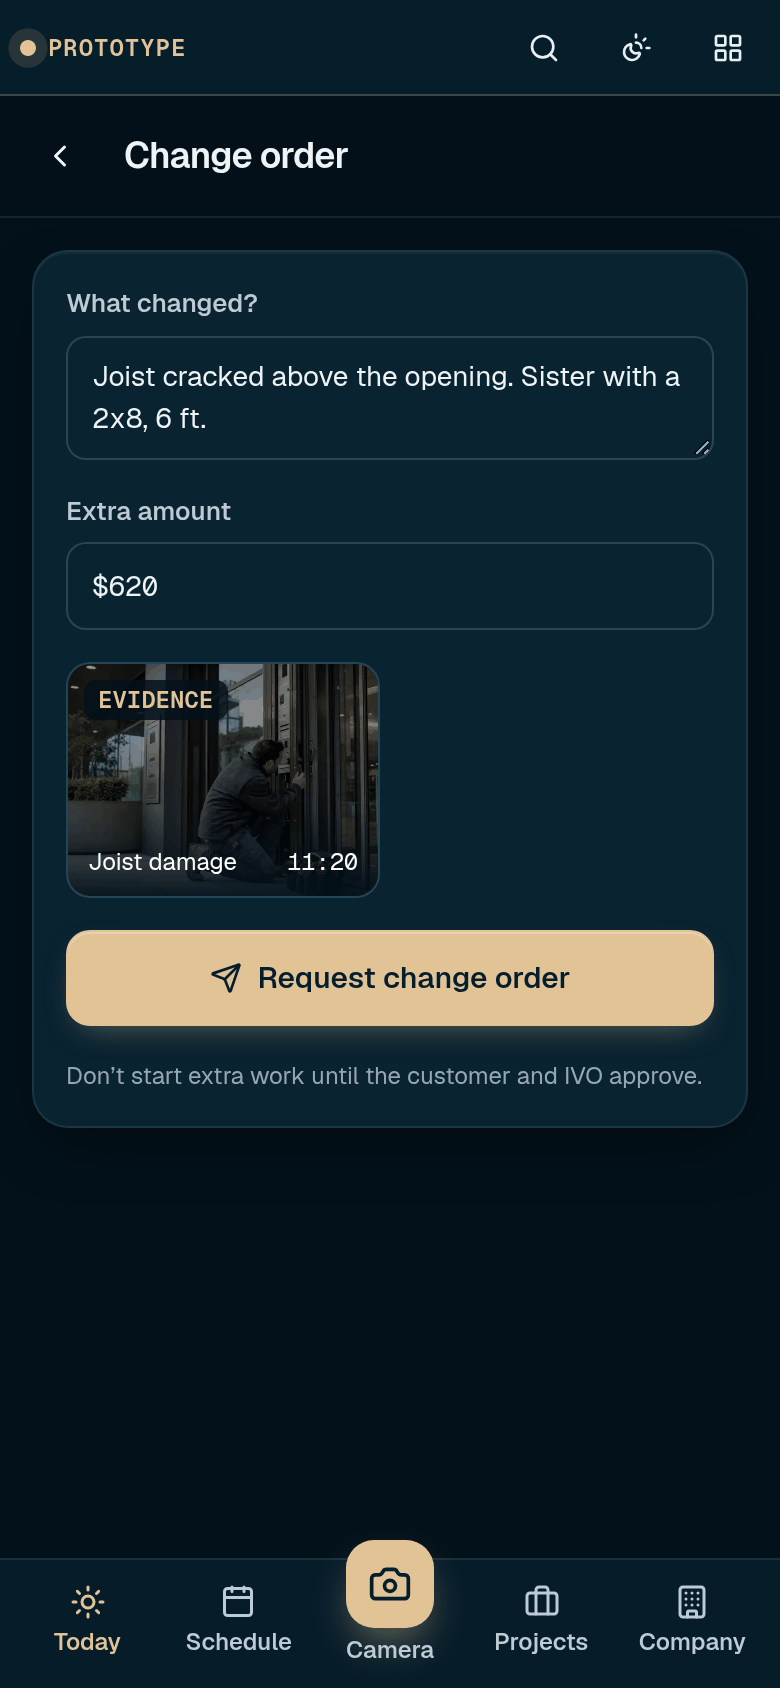 PROTOTYPE
Change order
What changed?
Joist cracked above the opening. Sister with a
2x8, 6 ft.
Extra amount
$620
EVIDENCE
Joist damage 11:20
Request change order
Don’t start extra work until the customer and IVO approve.
Today Schedule Camera Projects Company